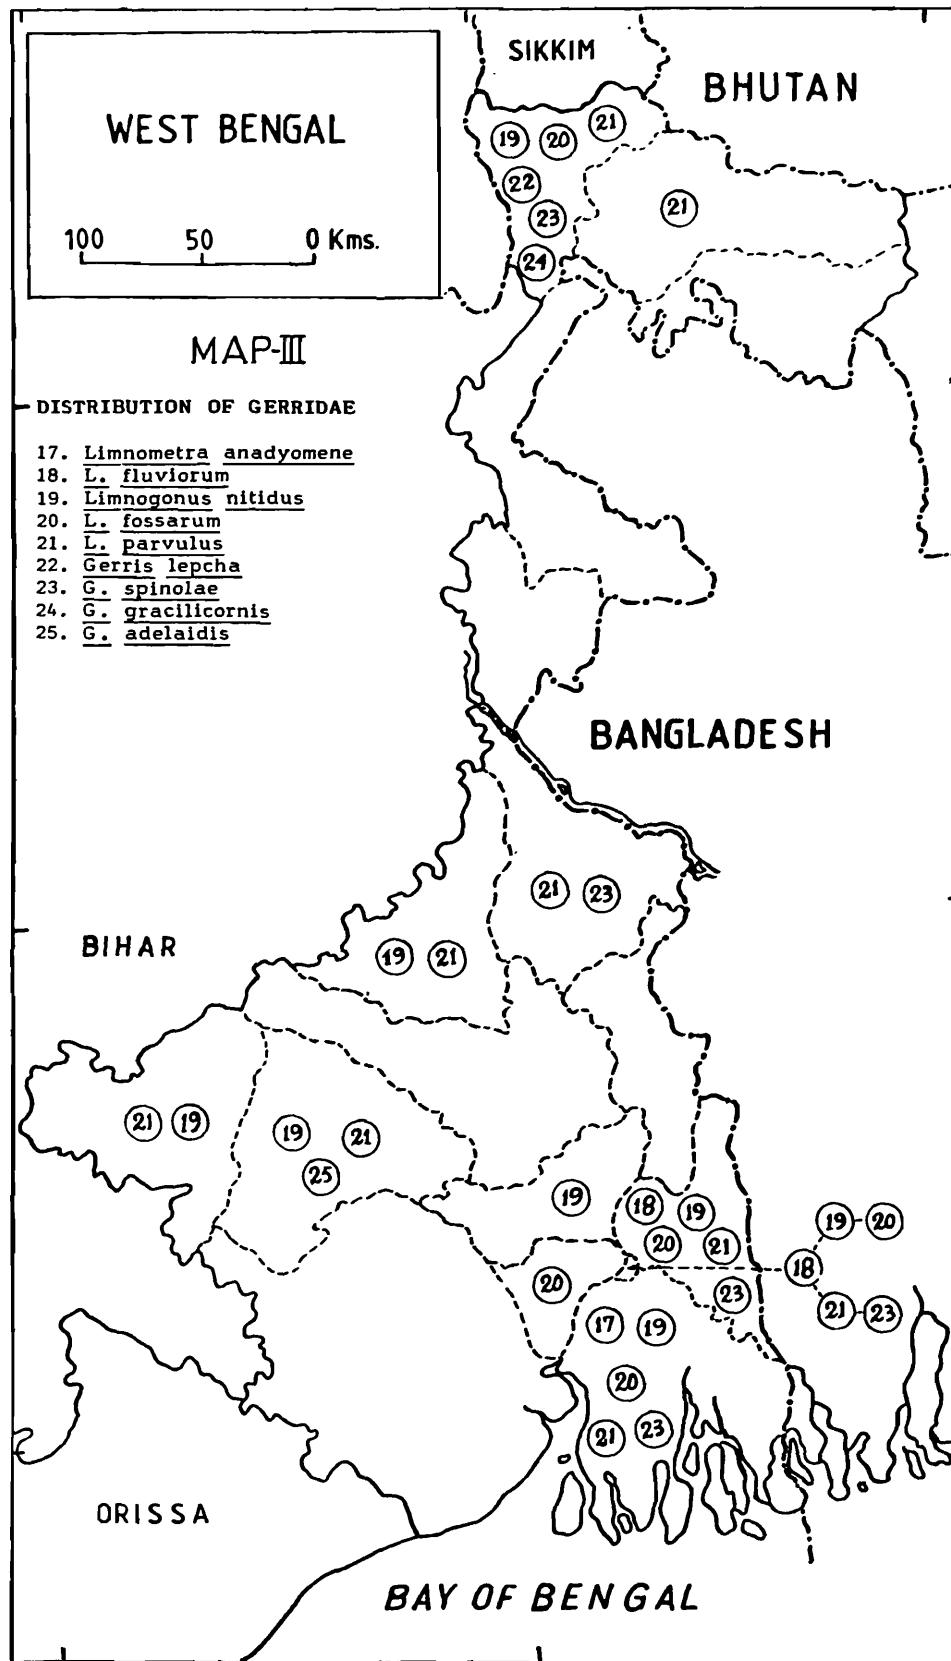 SIKKIM
BHUTAN
WEST BENGAL
100 50 0 Kms.
19 20 21
22
23
21
24
MAP-III
DISTRIBUTION OF GERRIDAE
17. Limnometra anadyomene
18. L. fluviorum
19. Limnogonus nitidus
20. L. fossarum
21. L. parvulus
22. Gerris lepcha
23. G. spinolae
24. G. gracilicornis
25. G. adelaidis
BANGLADESH
21 23
BIHAR
19 21
21 19
19 21
25
19
18 19
20 21
23
20
19 20
18
21 23
17 19
20
21 23
ORISSA
BAY OF BENGAL